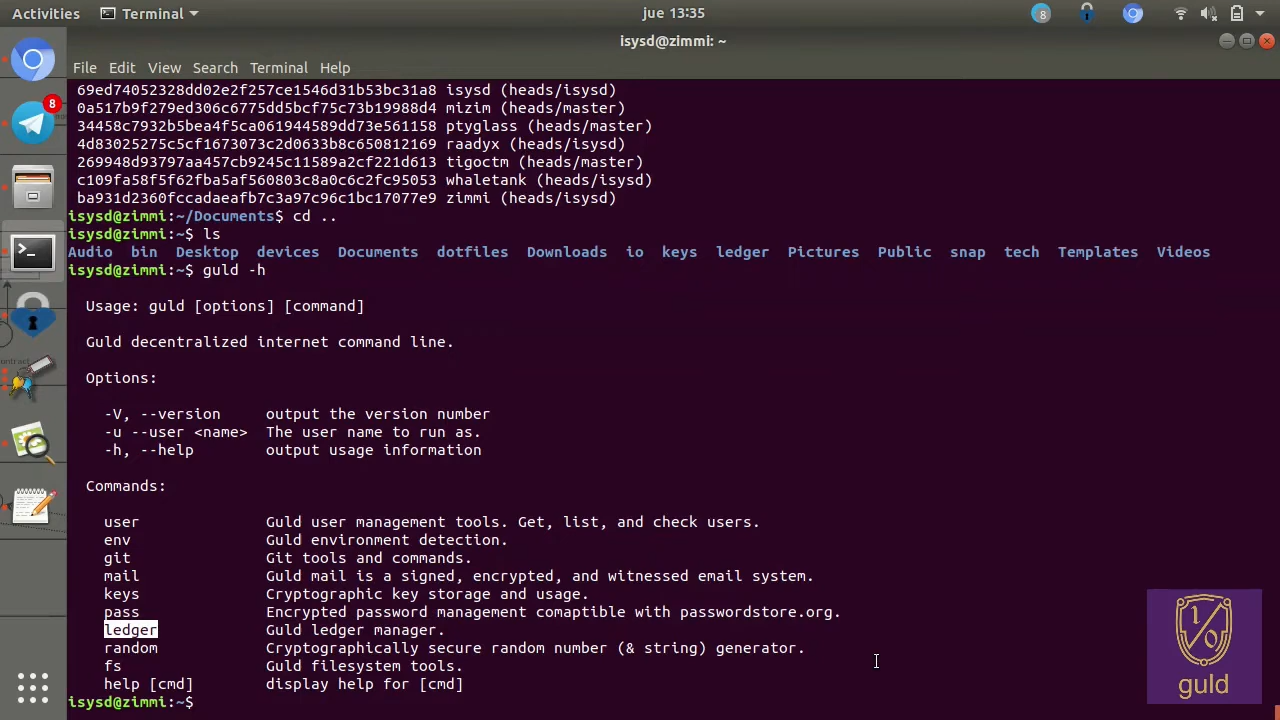 Activities Terminal jue 13:35 8
isysd@zimmi: ~
File Edit View Search Terminal Help
8
69ed74052328dd02e2f257ce1546d31b53bc31a8 isysd (heads/isysd)
0a517b9f279ed306c6775dd5bcf75c73b19988d4 mizim (heads/master)
34458c7932b5bea4f5ca061944589dd73e561158 ptyglass (heads/master)
4d83025275c5cf1673073c2d0633b8c650812169 raadyx (heads/isysd)
269948d93797aa457cb9245c11589a2cf221d613 tigoctm (heads/master)
c109fa58f5f62fba5af560803c8a0c6c2fc95053 whaletank (heads/isysd)
ba931d2360fccadaeafb7c3a97c96c1bc17077e9 zimmi (heads/isysd)
isysd@zimmi:~/Documents$ cd ..
isysd@zimmi:~$ ls
Audio bin Desktop devices Documents dotfiles Downloads io keys ledger Pictures Public snap tech Templates Videos
isysd@zimmi:~$ guld -h
Usage: guld [options] [command]
Guld decentralized internet command line.
Options:
-V, --version output the version number
-u --user <name> The user name to run as.
-h, --help output usage information
Commands:
user Guld user management tools. Get, list, and check users.
env Guld environment detection.
git Git tools and commands.
mail Guld mail is a signed, encrypted, and witnessed email system.
keys Cryptographic key storage and usage.
pass Encrypted password management comaptible with passwordstore.org.
ledger Guld ledger manager.
random Cryptographically secure random number (& string) generator.
fs Guld filesystem tools.
help [cmd] display help for [cmd]
isysd@zimmi:~$
1/0
guld